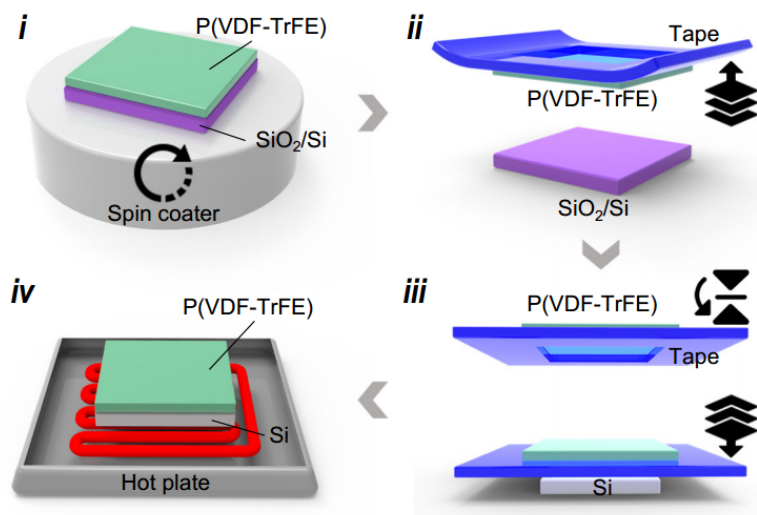 i
P(VDF-TrFE)
SiO₂/Si
Spin coater
ii
Tape
P(VDF-TrFE)
SiO₂/Si
iii
P(VDF-TrFE)
Tape
Si
iv
P(VDF-TrFE)
Si
Hot plate